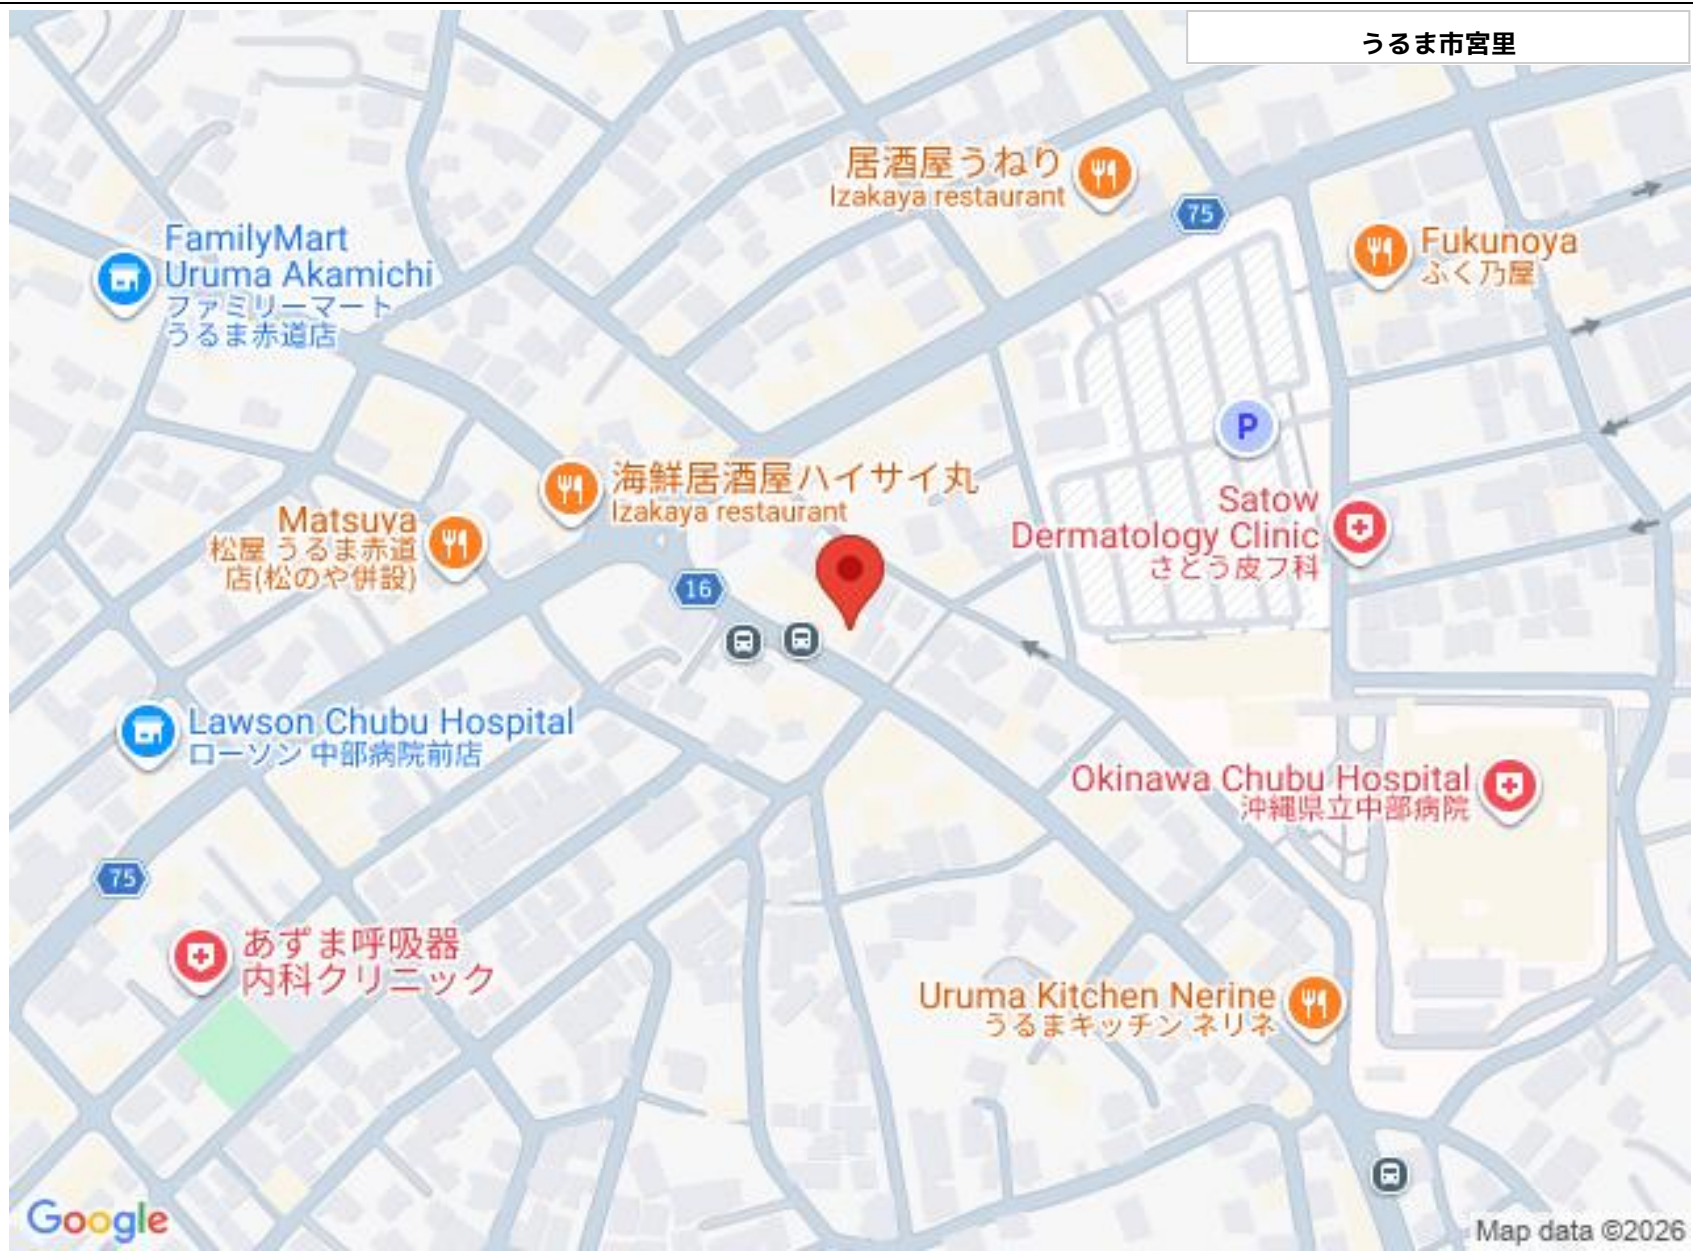 うるま市宮里
居酒屋うねり
Izakaya restaurant
75
FamilyMart
Uruma Akamichi
ファミリーマート
うるま赤道店
Fukunoya
ふく乃屋
P
海鮮居酒屋ハイサイ丸
Izakaya restaurant
Matsuya
松屋 うるま赤道
店(松のや併設)
Satow
Dermatology Clinic
さとう皮フ科
16
Lawson Chubu Hospital
ローソン 中部病院前店
Okinawa Chubu Hospital
沖縄県立中部病院
75
あずま呼吸器
内科クリニック
Uruma Kitchen Nerine
うるまキッチン ネリネ
Google
Map data ©2026